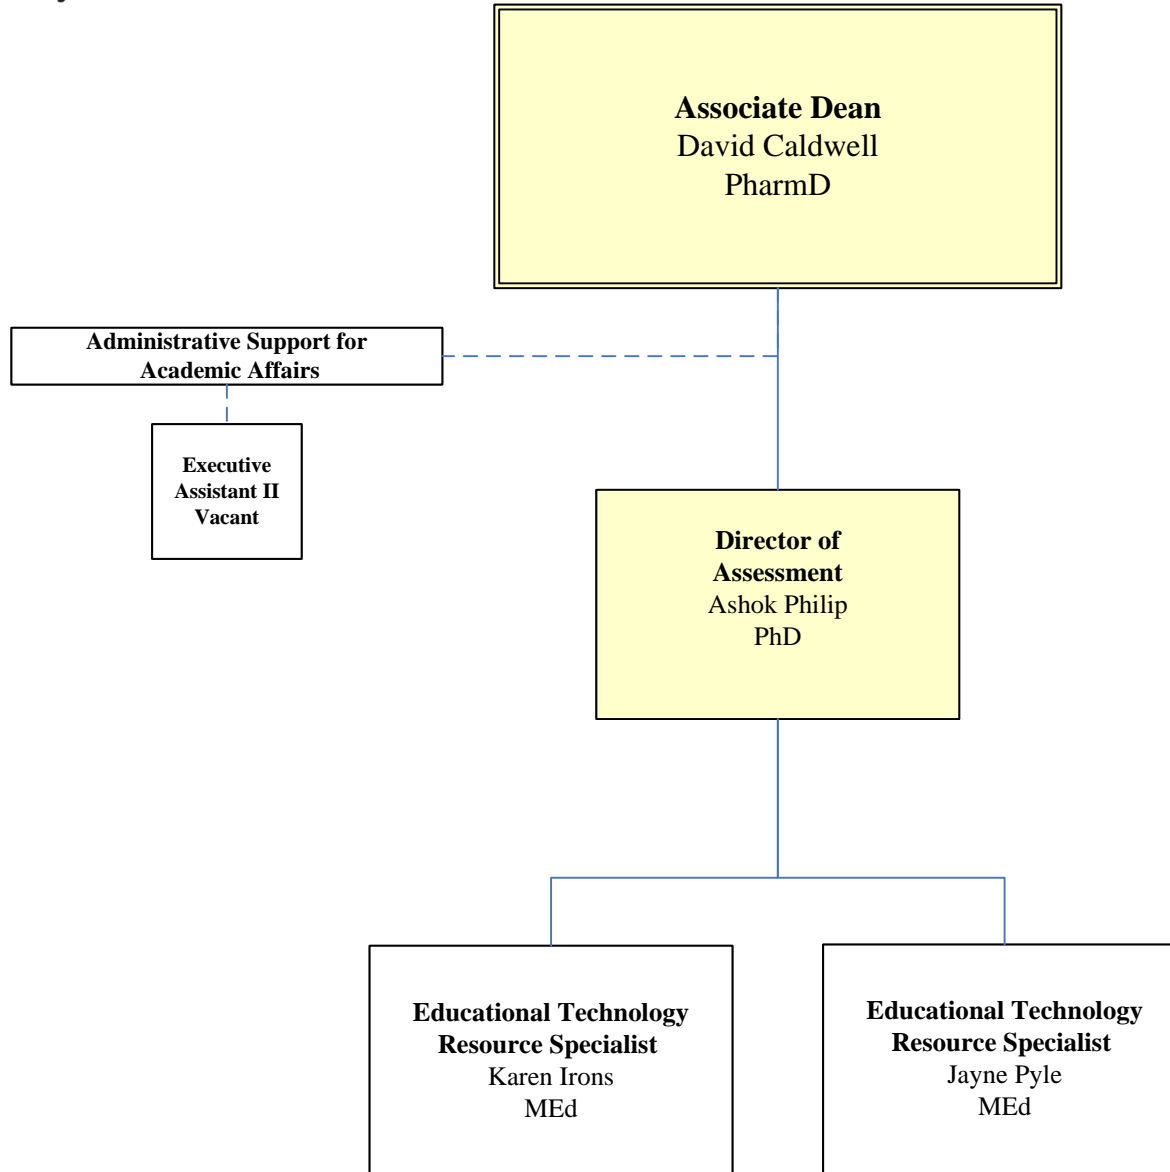 Associate Dean
David Caldwell
PharmD
Administrative Support for
Academic Affairs
Executive
Assistant II
Vacant
Director of
Assessment
Ashok Philip
PhD
Educational Technology
Resource Specialist
Karen Irons
MEd
Educational Technology
Resource Specialist
Jayne Pyle
MEd